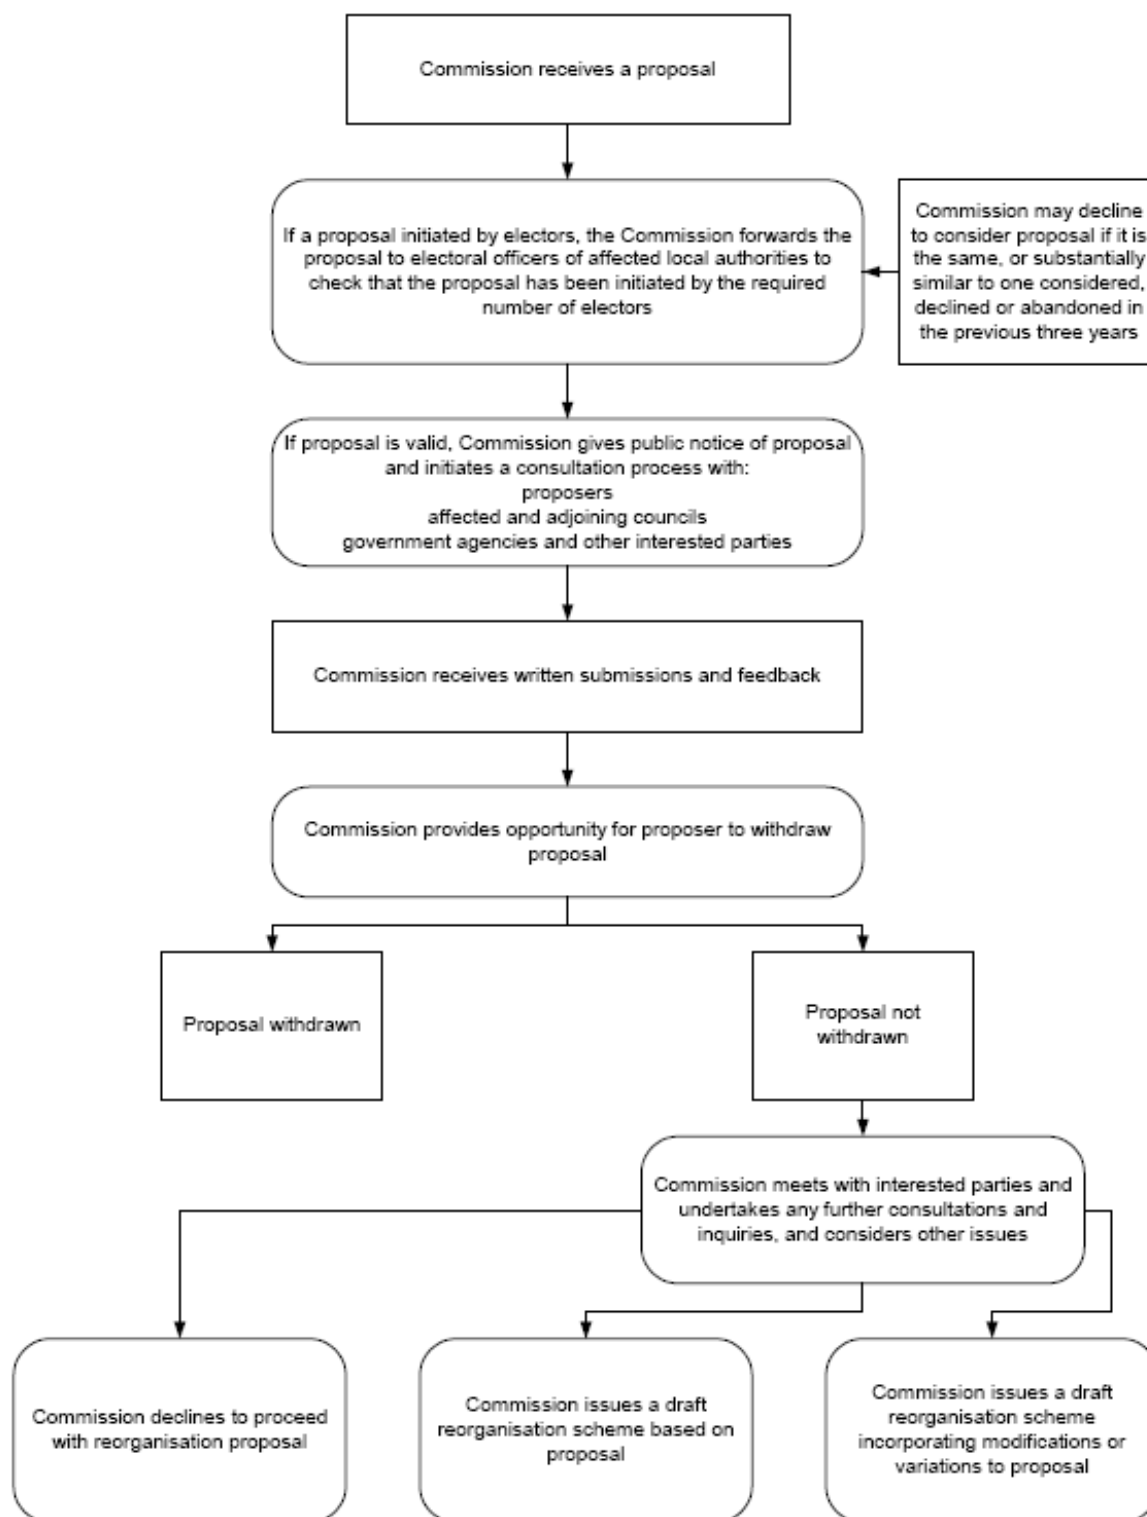 Commission receives a proposal
If a proposal initiated by electors, the Commission forwards the
proposal to electoral officers of affected local authorities to
check that the proposal has been initiated by the required
number of electors
Commission may decline
to consider proposal if it is
the same, or substantially
similar to one considered,
declined or abandoned in
the previous three years
If proposal is valid, Commission gives public notice of proposal
and initiates a consultation process with:
proposers
affected and adjoining councils
government agencies and other interested parties
Commission receives written submissions and feedback
Commission provides opportunity for proposer to withdraw
proposal
Proposal withdrawn
Proposal not
withdrawn
Commission meets with interested parties and
undertakes any further consultations and
inquiries, and considers other issues
Commission declines to proceed
with reorganisation proposal
Commission issues a draft
reorganisation scheme based on
proposal
Commission issues a draft
reorganisation scheme
incorporating modifications or
variations to proposal